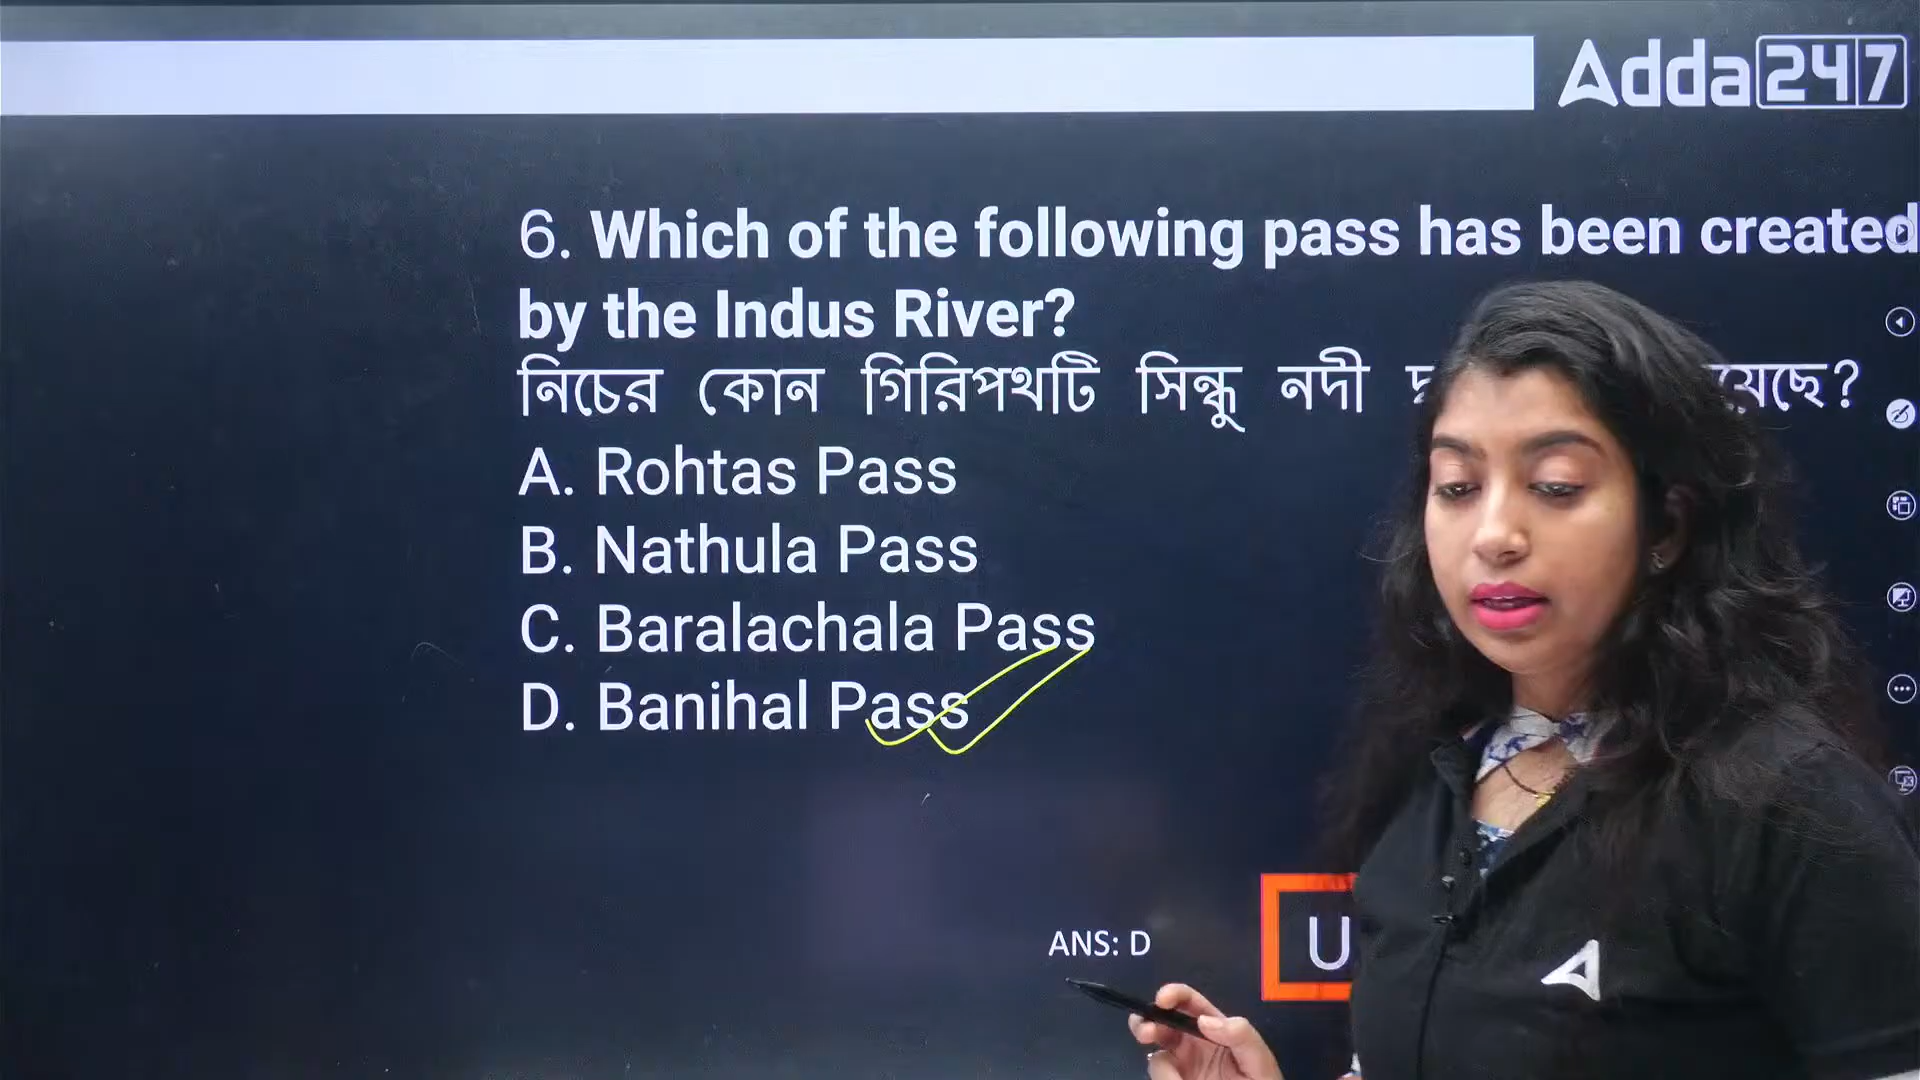 Adda247
6. Which of the following pass has been created
by the Indus River?
নিচের কোন গিরিপথটি সিন্ধু নদী
A. Rohtas Pass
B. Nathula Pass
C. Baralachala Pass
D. Banihal Pass
ANS: D
U